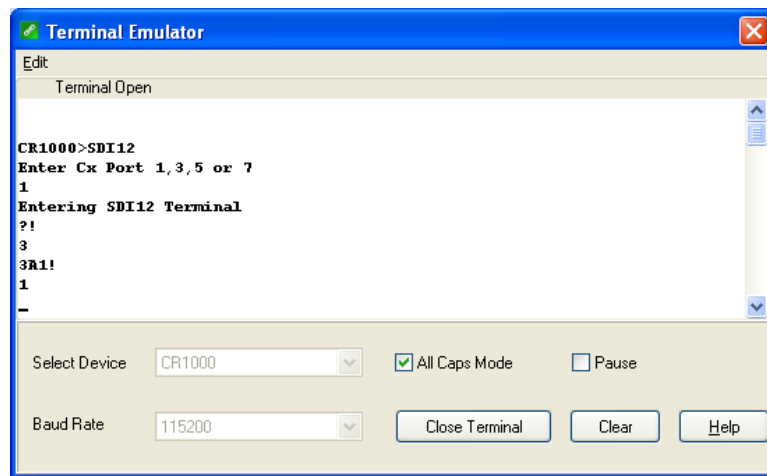 Terminal Emulator
Edit
Terminal Open
CR1000>SDI12
Enter Cx Port 1,3,5 or 7
1
Entering SDI12 Terminal
?!
3
3A1!
1
Select Device CR1000 All Caps Mode Pause
Baud Rate 115200 Close Terminal Clear Help